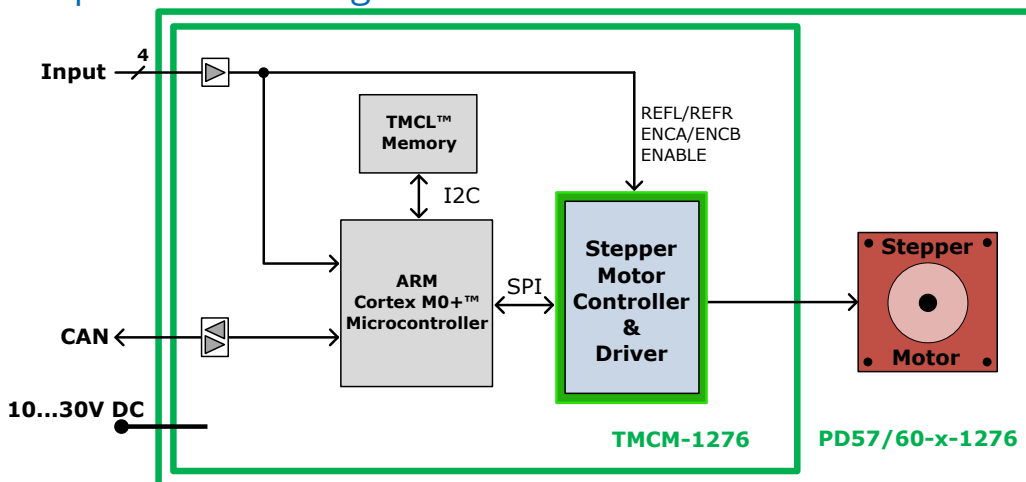 4
Input
REFL/REFR
ENCA/ENCB
ENABLE
TMCL™
Memory
I2C
Stepper
Motor
Controller
&
Driver
ARM
Cortex M0+™
Microcontroller
SPI
Stepper
Motor
CAN
10...30V DC
TMCM-1276
PD57/60-x-1276